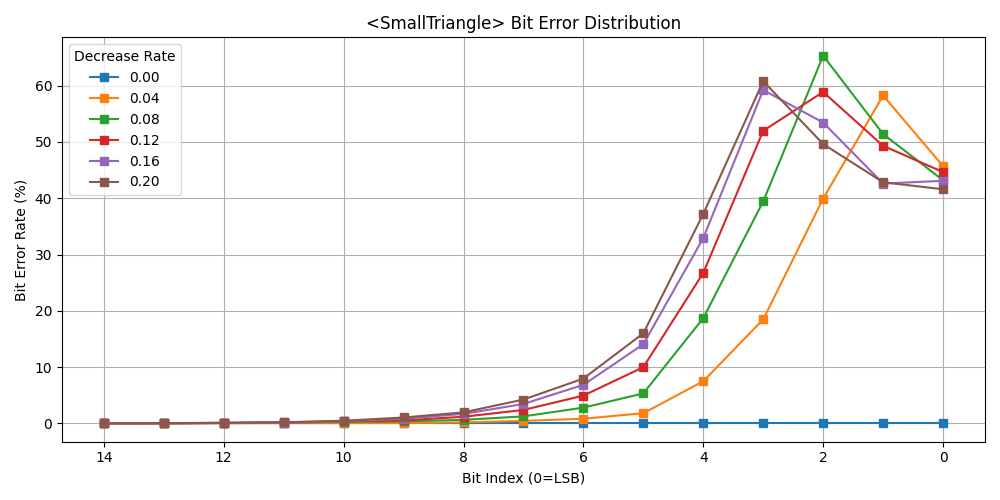 <SmallTriangle> Bit Error Distribution
Decrease Rate
0.00
0.04
0.08
0.12
0.16
0.20
Bit Error Rate (%)
60
50
40
30
20
10
0
14 12 10 8 6 4 2 0
Bit Index (0=LSB)